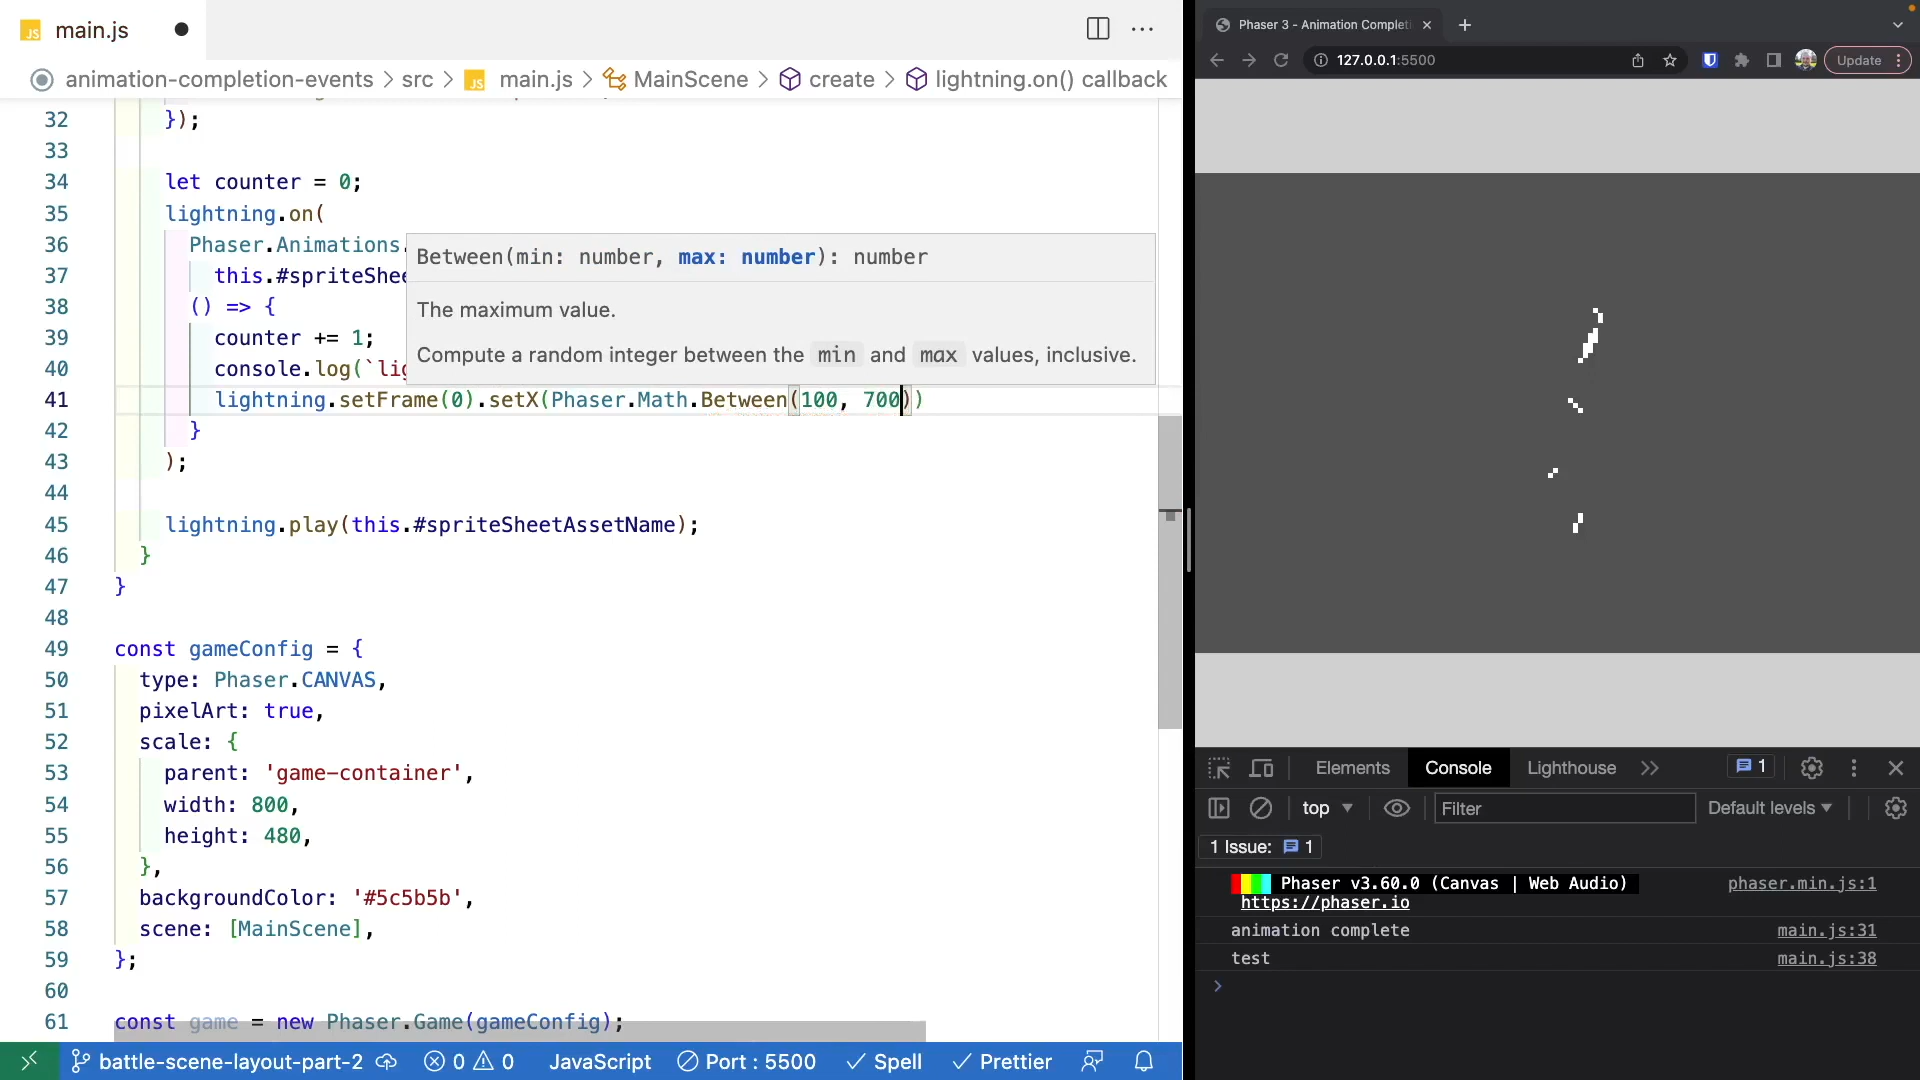 main.js
animation-completion-events > src > main.js > MainScene > create > lightning.on() callback
32 });
33
34 let counter = 0;
35 lightning.on(
36 Phaser.Animations.
37 this.#spriteShee
38 () => {
39 counter += 1;
40 console.log(`lig
41 lightning.setFrame(0).setX(Phaser.Math.Between(100, 700))
42 }
43 );
44
45 lightning.play(this.#spriteSheetAssetName);
46 }
47 }
48
49 const gameConfig = {
50 type: Phaser.CANVAS,
51 pixelArt: true,
52 scale: {
53 parent: 'game-container',
54 width: 800,
55 height: 480,
56 },
57 backgroundColor: '#5c5b5b',
58 scene: [MainScene],
59 };
60
61 const game = new Phaser.Game(gameConfig);
Between(min: number, max: number): number
The maximum value.
Compute a random integer between the min and max values, inclusive.
battle-scene-layout-part-2 0 0 JavaScript Port : 5500 Spell Prettier
Phaser 3 - Animation Complet
127.0.0.1:5500 Update
Elements Console Lighthouse 1
top Filter Default levels
1 Issue: 1
Phaser v3.60.0 (Canvas | Web Audio) phaser.min.js:1
https://phaser.io
animation complete main.js:31
test main.js:38